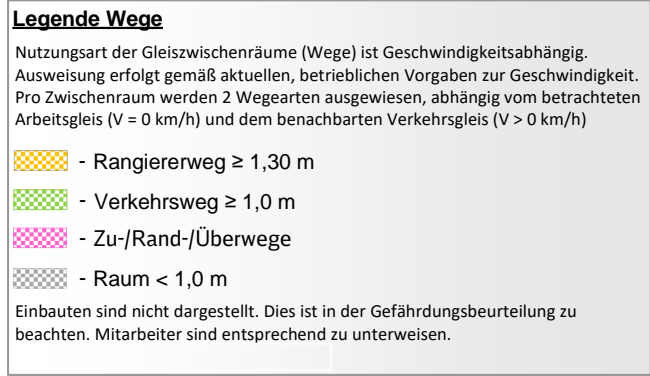 Legende Wege
Nutzungsart der Gleiszwischenräume (Wege) ist Geschwindigkeitsabhängig.
Ausweisung erfolgt gemäß aktuellen, betrieblichen Vorgaben zur Geschwindigkeit.
Pro Zwischenraum werden 2 Wegearten ausgewiesen, abhängig vom betrachteten
Arbeitsgleis (V = 0 km/h) und dem benachbarten Verkehrsgleis (V > 0 km/h)
- Rangiererweg ≥ 1,30 m
- Verkehrsweg ≥ 1,0 m
- Zu-/Rand-/Überwege
- Raum < 1,0 m
Einbauten sind nicht dargestellt. Dies ist in der Gefährdungsbeurteilung zu
beachten. Mitarbeiter sind entsprechend zu unterweisen.